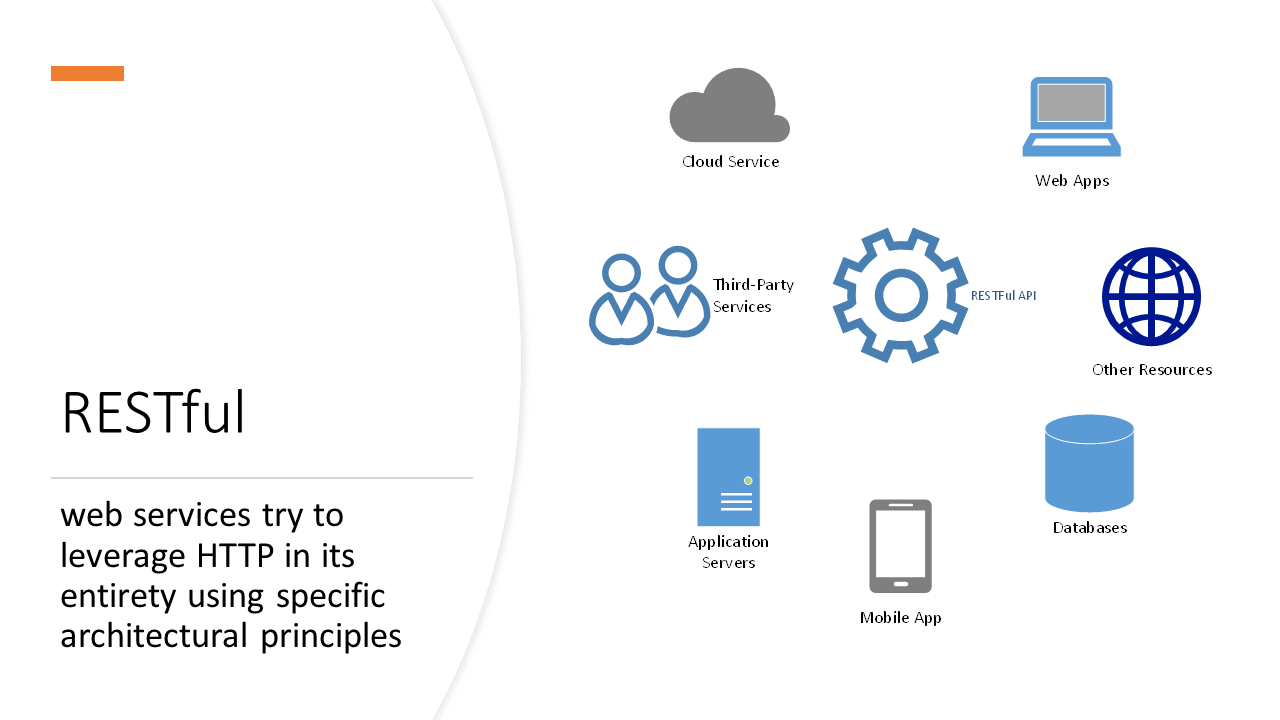 RESTful
web services try to
leverage HTTP in its
entirety using specific
architectural principles
Cloud Service
Web Apps
Third-Party
Services
RESTFul API
Other Resources
Application
Servers
Databases
Mobile App